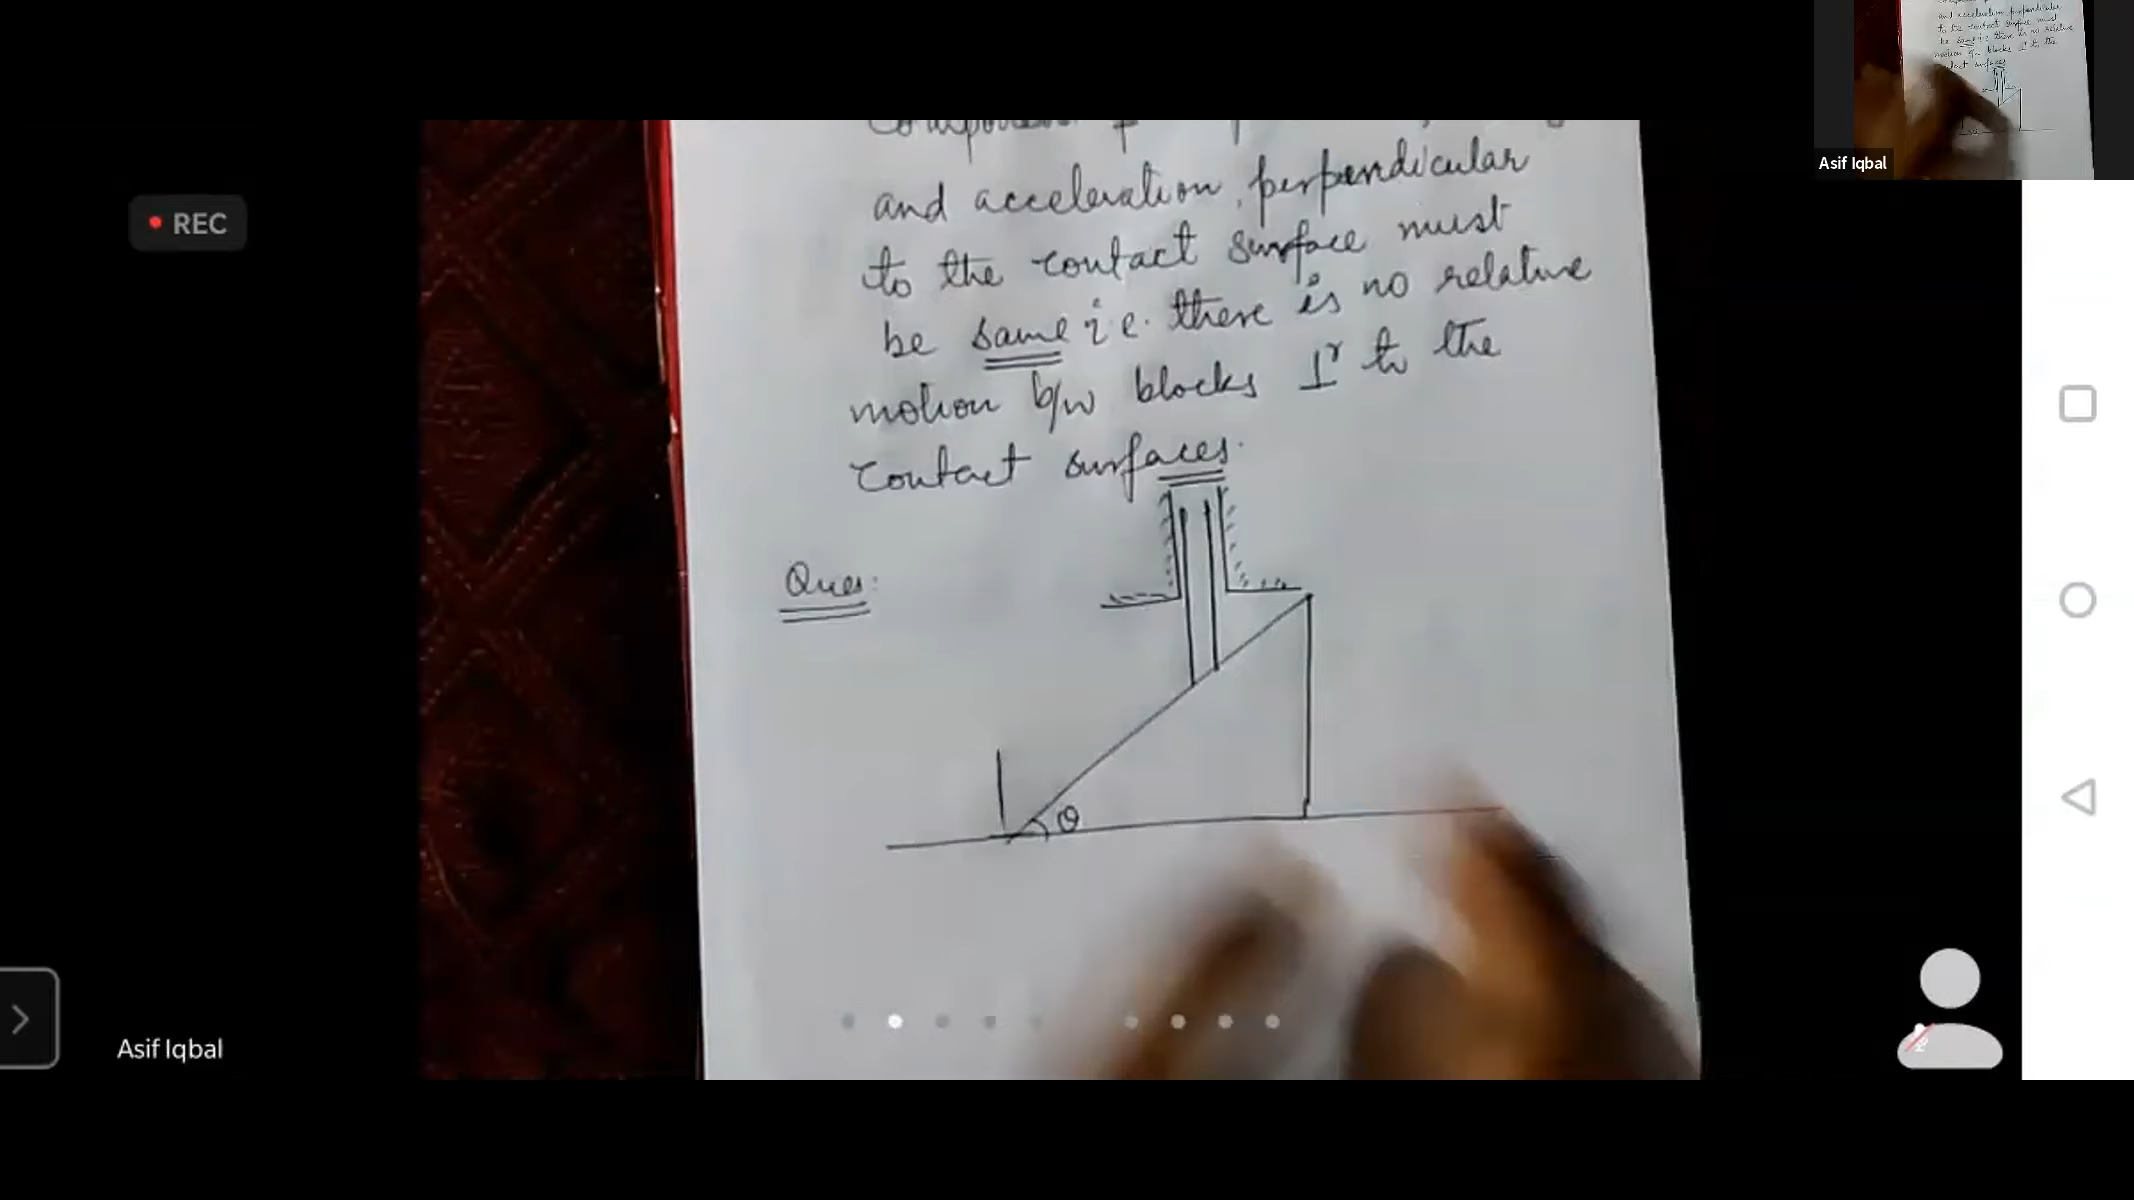 and acceleration, perpendicular
to the contact surface must
be same i.e. there is no relative
motion b/w blocks ⊥r to the
contact surfaces.
Ques:
θ
REC
Asif Iqbal
Asif Iqbal